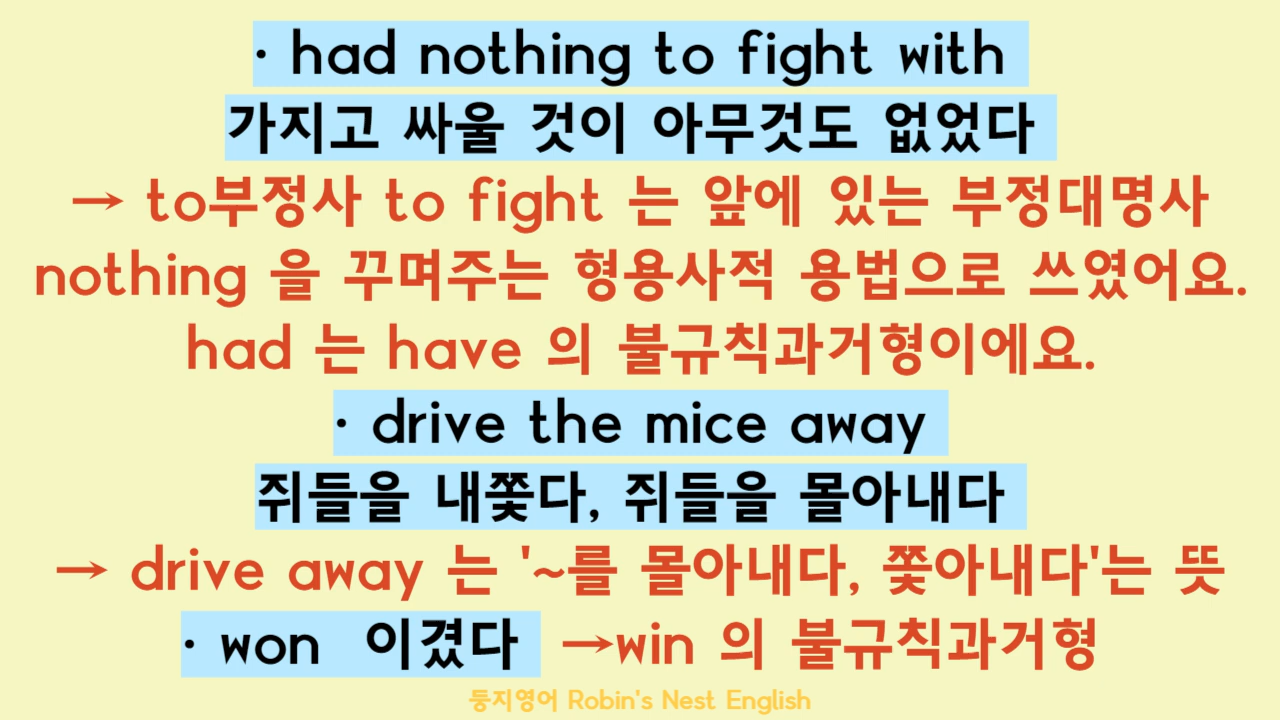 · had nothing to fight with
가지고 싸울 것이 아무것도 없었다
→ to부정사 to fight 는 앞에 있는 부정대명사
nothing 을 꾸며주는 형용사적 용법으로 쓰였어요.
had 는 have 의 불규칙과거형이에요.
· drive the mice away
쥐들을 내쫓다, 쥐들을 몰아내다
→ drive away 는 '~를 몰아내다, 쫓아내다'는 뜻
· won 이겼다 →win 의 불규칙과거형
둥지영어 Robin's Nest English